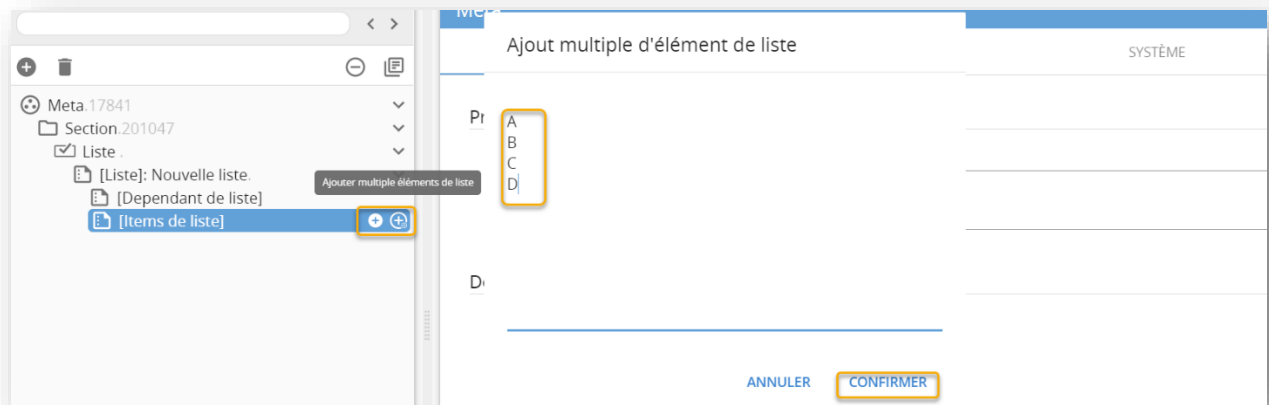 Meta.17841
Section.201047
Liste .
[Liste]: Nouvelle liste.
Ajouter multiple éléments de liste
[Dependant de liste]
[Items de liste]
Ajout multiple d'élément de liste
SYSTÈME
A
B
C
D
ANNULER
CONFIRMER